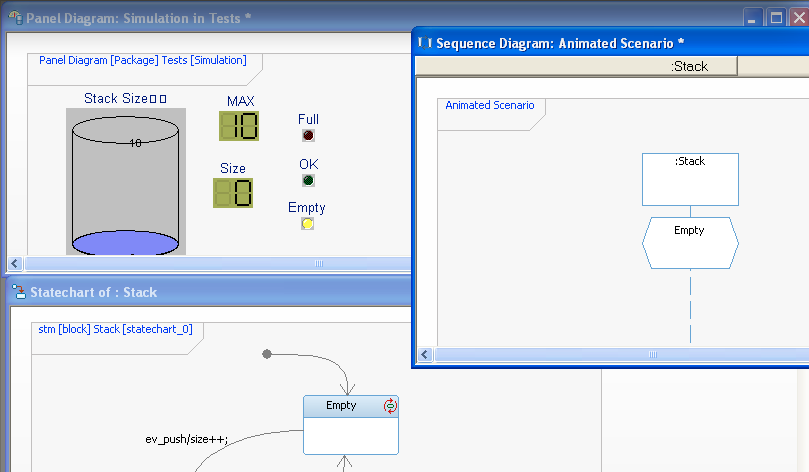 Panel Diagram: Simulation in Tests *
Panel Diagram [Package] Tests [Simulation]
Stack Size□□
10
MAX
10
Size
0
Full
OK
Empty
Sequence Diagram: Animated Scenario *
:Stack
Animated Scenario
:Stack
Empty
Statechart of : Stack
stm [block] Stack [statechart_0]
Empty
ev_push/size++;